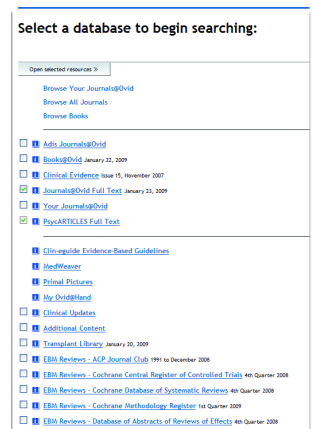 Select a database to begin searching:
Open selected resources »
Browse Your Journals@Ovid
Browse All Journals
Browse Books
Adis Journals@Ovid
Books@Ovid January 22, 2009
Clinical Evidence Issue 15, November 2007
Journals@Ovid Full Text January 23, 2009
Your Journals@Ovid
PsycARTICLES Full Text
Clin-eguide Evidence-Based Guidelines
MedWeaver
Primal Pictures
My Ovid@Hand
Clinical Updates
Additional Content
Transplant Library January 20, 2009
EBM Reviews - ACP Journal Club 1991 to December 2008
EBM Reviews - Cochrane Central Register of Controlled Trials 4th Quarter 2008
EBM Reviews - Cochrane Database of Systematic Reviews 4th Quarter 2008
EBM Reviews - Cochrane Methodology Register 1st Quarter 2009
EBM Reviews - Database of Abstracts of Reviews of Effects 4th Quarter 2008